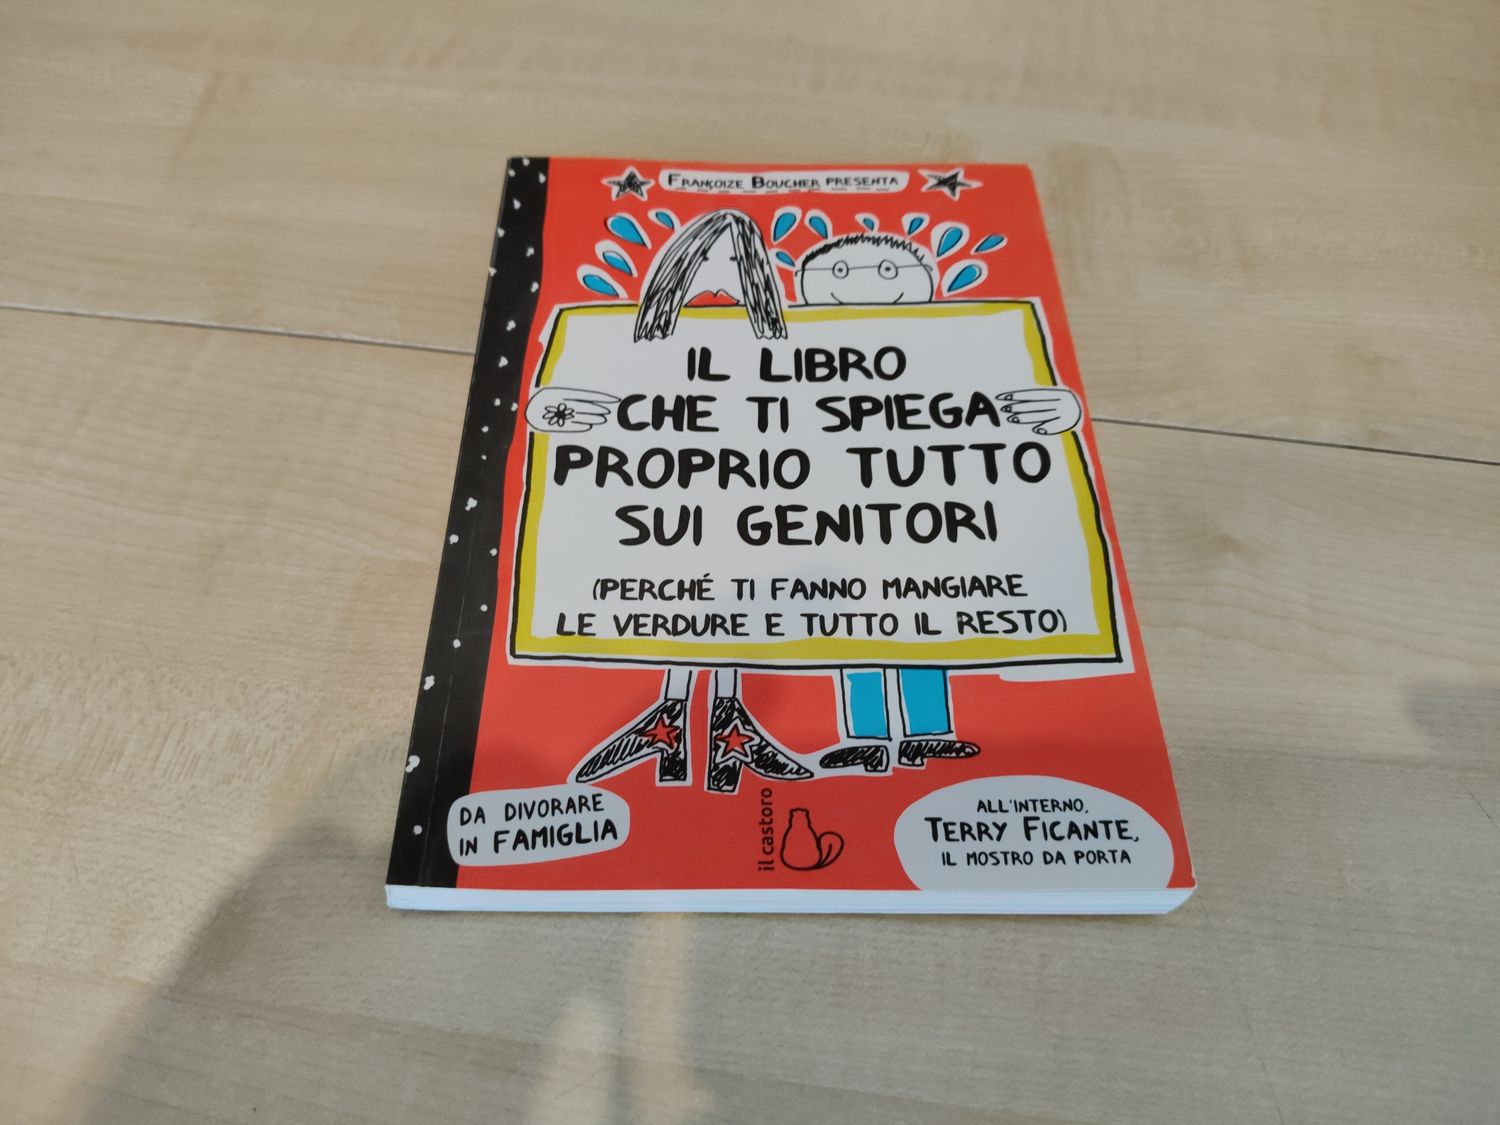 FRANÇOIZE BOUCHER PRESENTA
IL LIBRO
CHE TI SPIEGA
PROPRIO TUTTO
SUI GENITORI
(PERCHÉ TI FANNO MANGIARE
LE VERDURE E TUTTO IL RESTO)
DA DIVORARE
IN FAMIGLIA
il castoro
ALL'INTERNO,
TERRY FICANTE,
IL MOSTRO DA PORTA